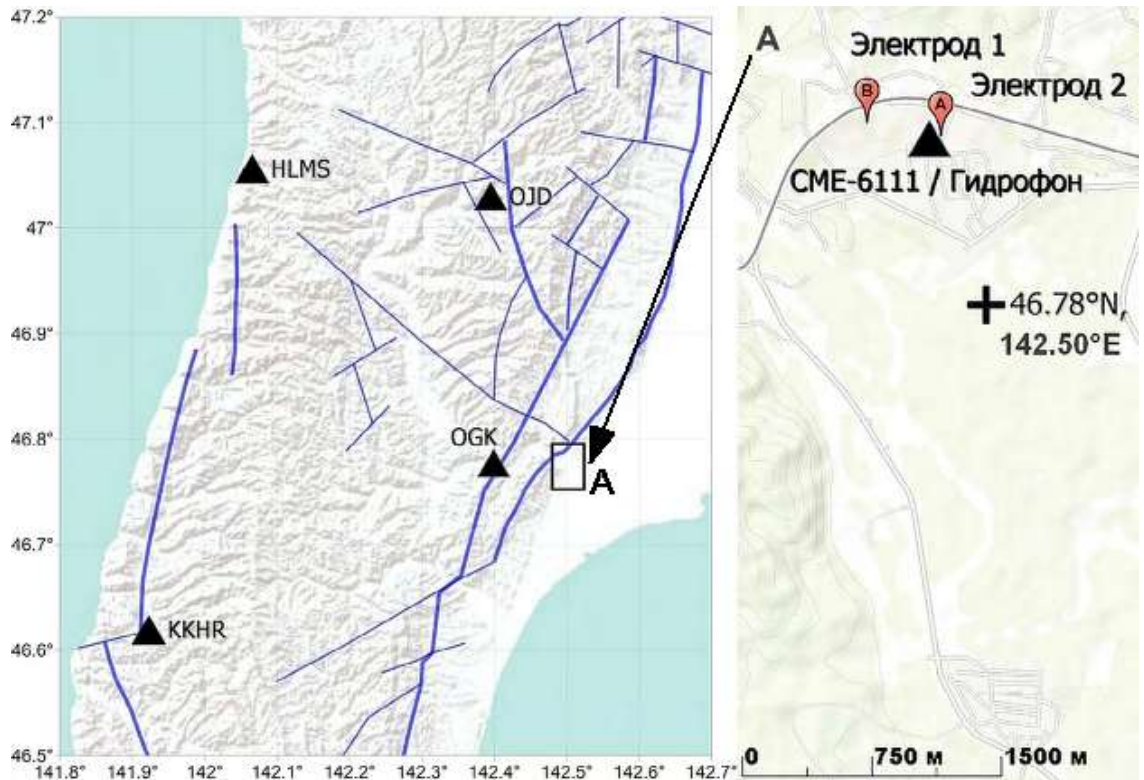 47.2°
47.1°
47°
46.9°
46.8°
46.7°
46.6°
46.5°
141.8°
141.9°
142°
142.1°
142.2°
142.3°
142.4°
142.5°
142.6°
142.7°
HLMS
OJD
OGK
A
KKHR
A
Электрод 1
B
A
Электрод 2
CME-6111 / Гидрофон
46.78°N,
142.50°E
0
750 м
1500 м